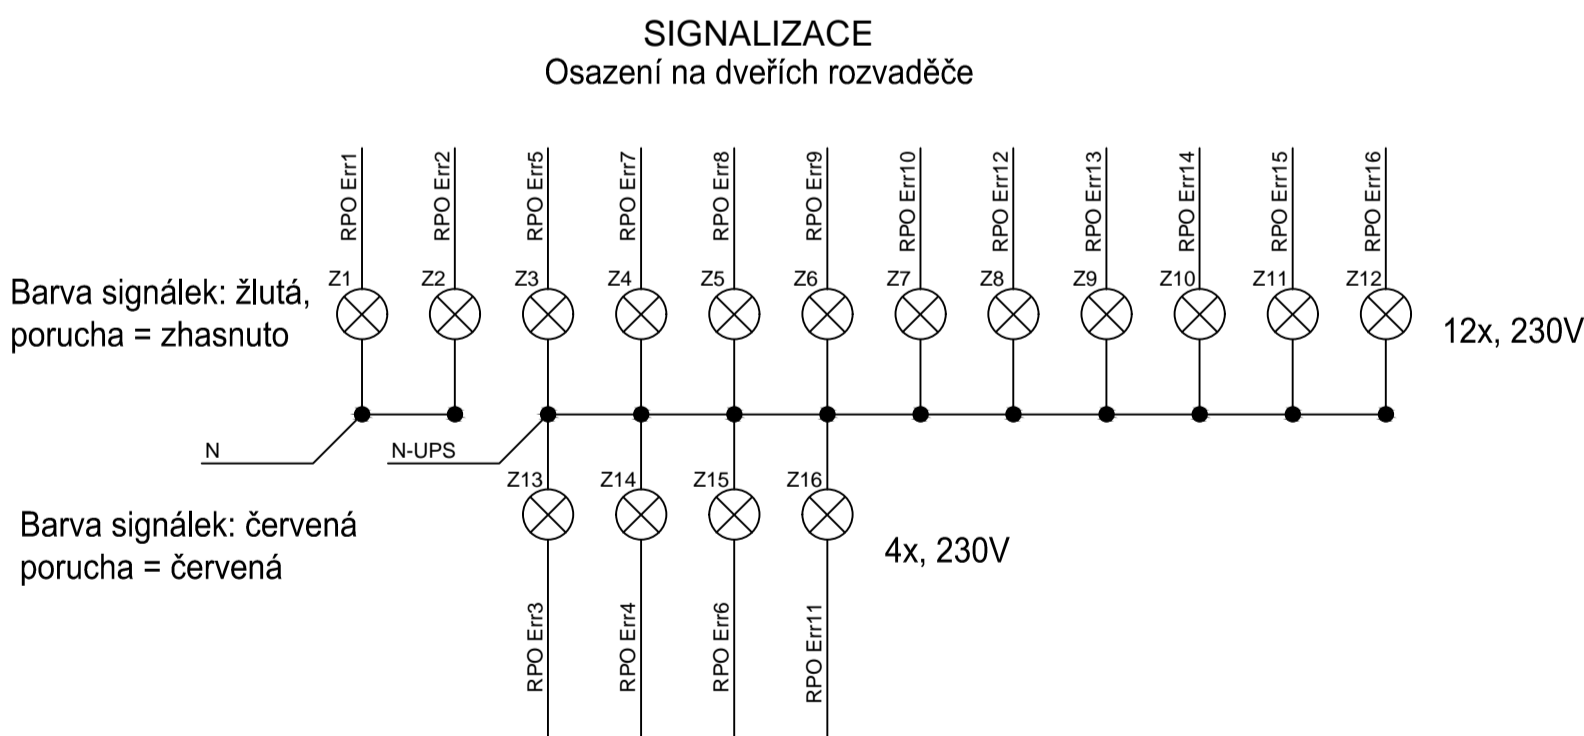 SIGNALIZACE
Osazení na dveřích rozvaděče
RPO Err1
RPO Err2
RPO Err5
RPO Err7
RPO Err8
RPO Err9
RPO Err10
RPO Err12
RPO Err13
RPO Err14
RPO Err15
RPO Err16
Z1
Z2
Z3
Z4
Z5
Z6
Z7
Z8
Z9
Z10
Z11
Z12
Barva signálek: žlutá,
porucha = zhasnuto
12x, 230V
N
N-UPS
Z13
Z14
Z15
Z16
Barva signálek: červená
porucha = červená
4x, 230V
RPO Err3
RPO Err4
RPO Err6
RPO Err11